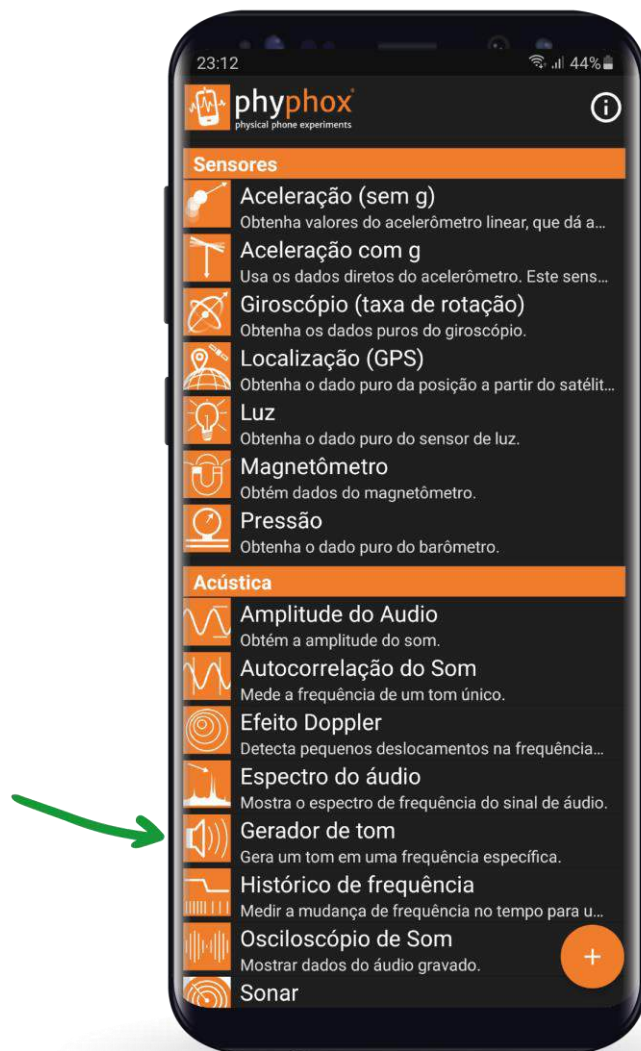 23:12
44%
phyphox
physical phone experiments
Sensores
Aceleração (sem g)
Obtenha valores do acelerômetro linear, que dá a...
Aceleração com g
Usa os dados diretos do acelerômetro. Este sens...
Giroscópio (taxa de rotação)
Obtenha os dados puros do giroscópio.
Localização (GPS)
Obtenha o dado puro da posição a partir do satélit...
Luz
Obtenha o dado puro do sensor de luz.
Magnetômetro
Obtém dados do magnetômetro.
Pressão
Obtenha o dado puro do barômetro.
Acústica
Amplitude do Audio
Obtém a amplitude do som.
Autocorrelação do Som
Mede a frequência de um tom único.
Efeito Doppler
Detecta pequenos deslocamentos na frequência...
Espectro do áudio
Mostra o espectro de frequência do sinal de áudio.
Gerador de tom
Gera um tom em uma frequência específica.
Histórico de frequência
Medir a mudança de frequência no tempo para u...
Osciloscópio de Som
Mostrar dados do áudio gravado.
+
Sonar